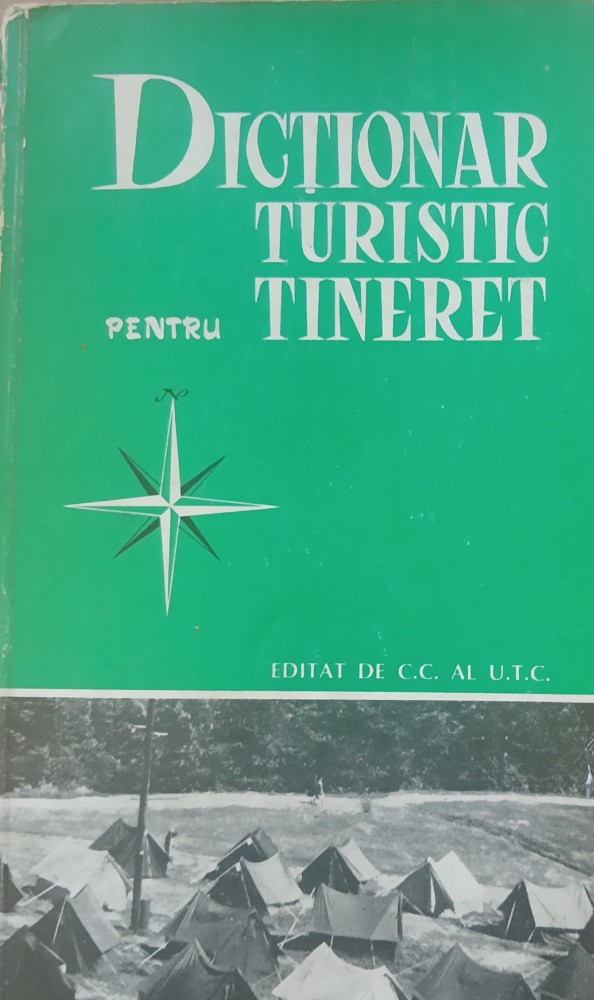 DICȚIONAR
TURISTIC
PENTRU TINERET
N
EDITAT DE C.C. AL U.T.C.